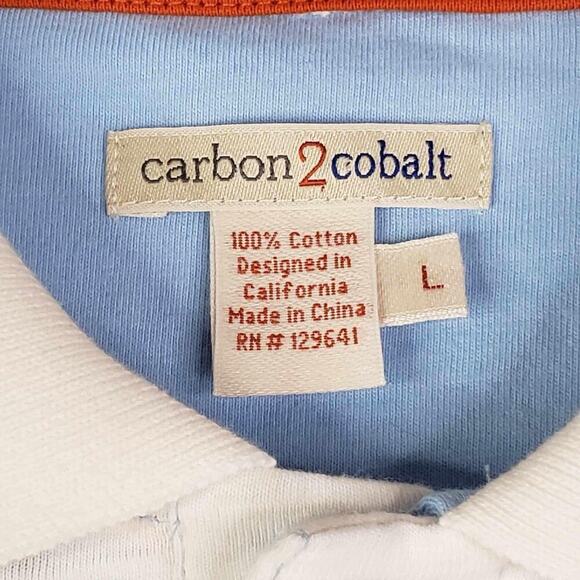 carbon2cobalt
100% Cotton
Designed in
California
Made in China
RN # 129641
L